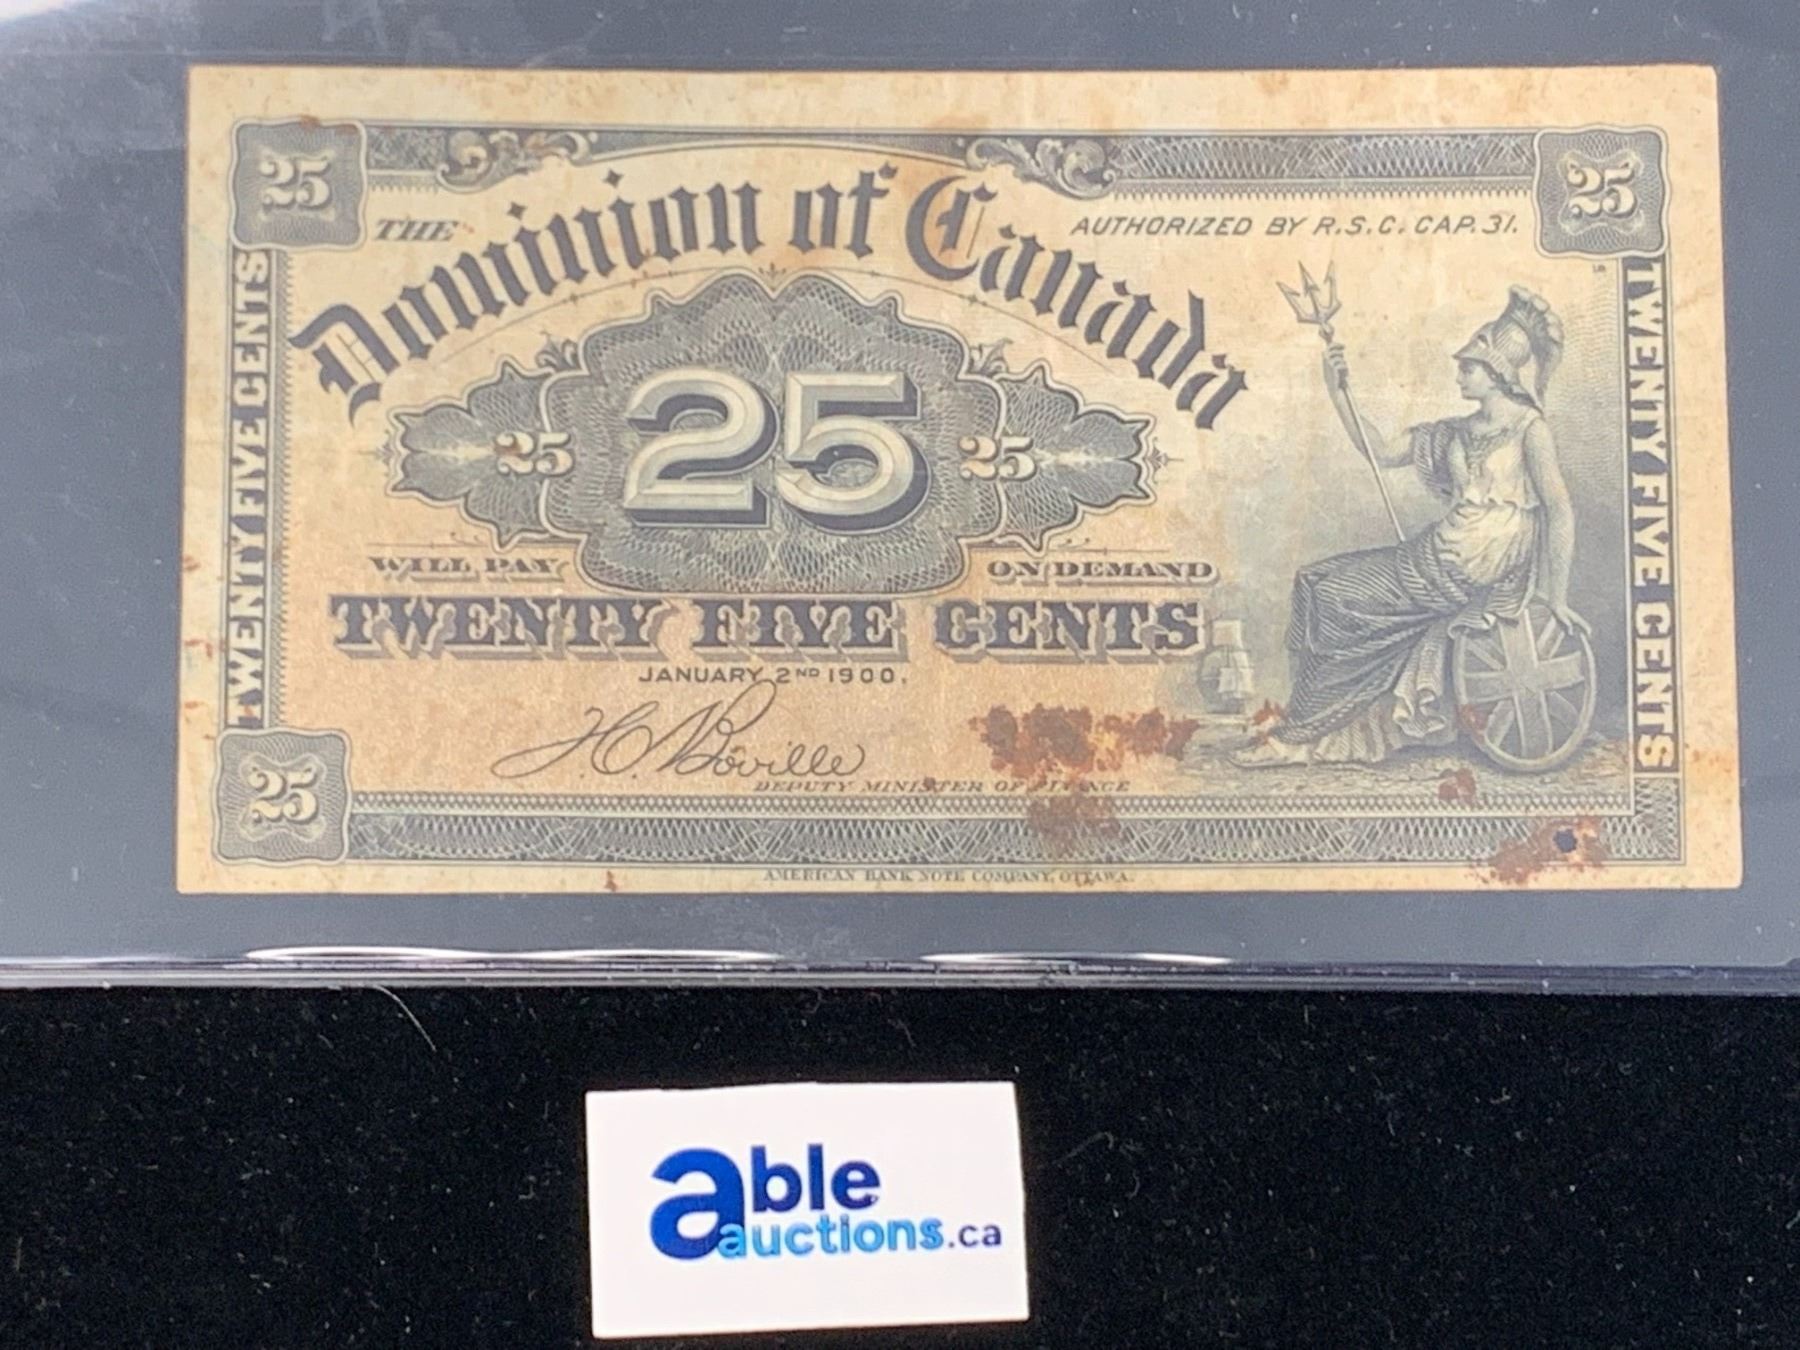 25
25
THE
Dominion of Canada
AUTHORIZED BY R.S.C. CAP. 31.
TWENTY FIVE CENTS
25
25
25
TWENTY FIVE CENTS
WILL PAY
ON DEMAND
TWENTY FIVE CENTS
JANUARY 2ND 1900.
H.C. Boville
DEPUTY MINISTER OF FINANCE
25
AMERICAN BANK NOTE COMPANY, OTTAWA.
able
auctions.ca